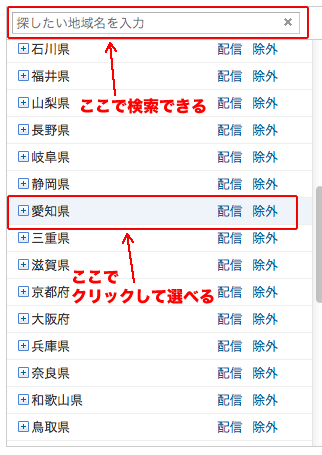 探したい地域名を入力 ×
石川県 配信 除外
福井県 配信 除外
山梨県 配信 除外
ここで検索できる
長野県 配信 除外
岐阜県 配信 除外
静岡県 配信 除外
愛知県 配信 除外
三重県 配信 除外
滋賀県 配信 除外
ここで
クリックして選べる
京都府 配信 除外
大阪府 配信 除外
兵庫県 配信 除外
奈良県 配信 除外
和歌山県 配信 除外
鳥取県 配信 除外